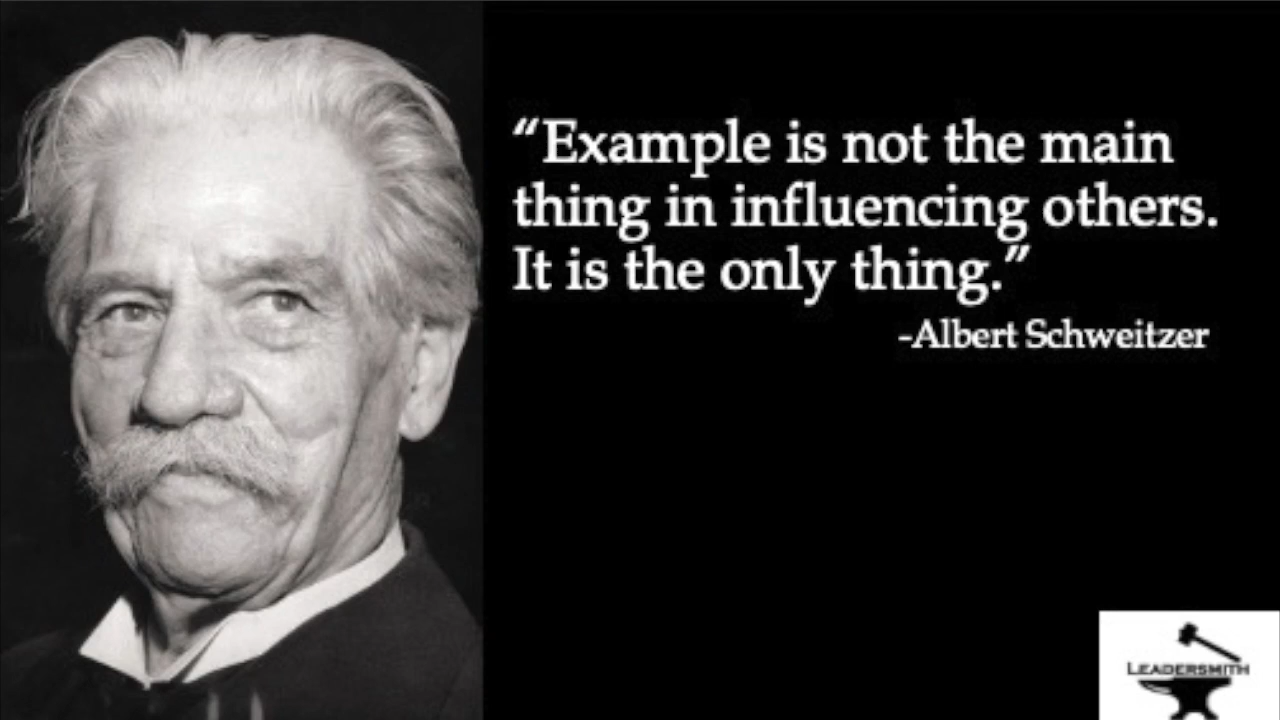 “Example is not the main
thing in influencing others.
It is the only thing.”
-Albert Schweitzer
LEADERSMITH